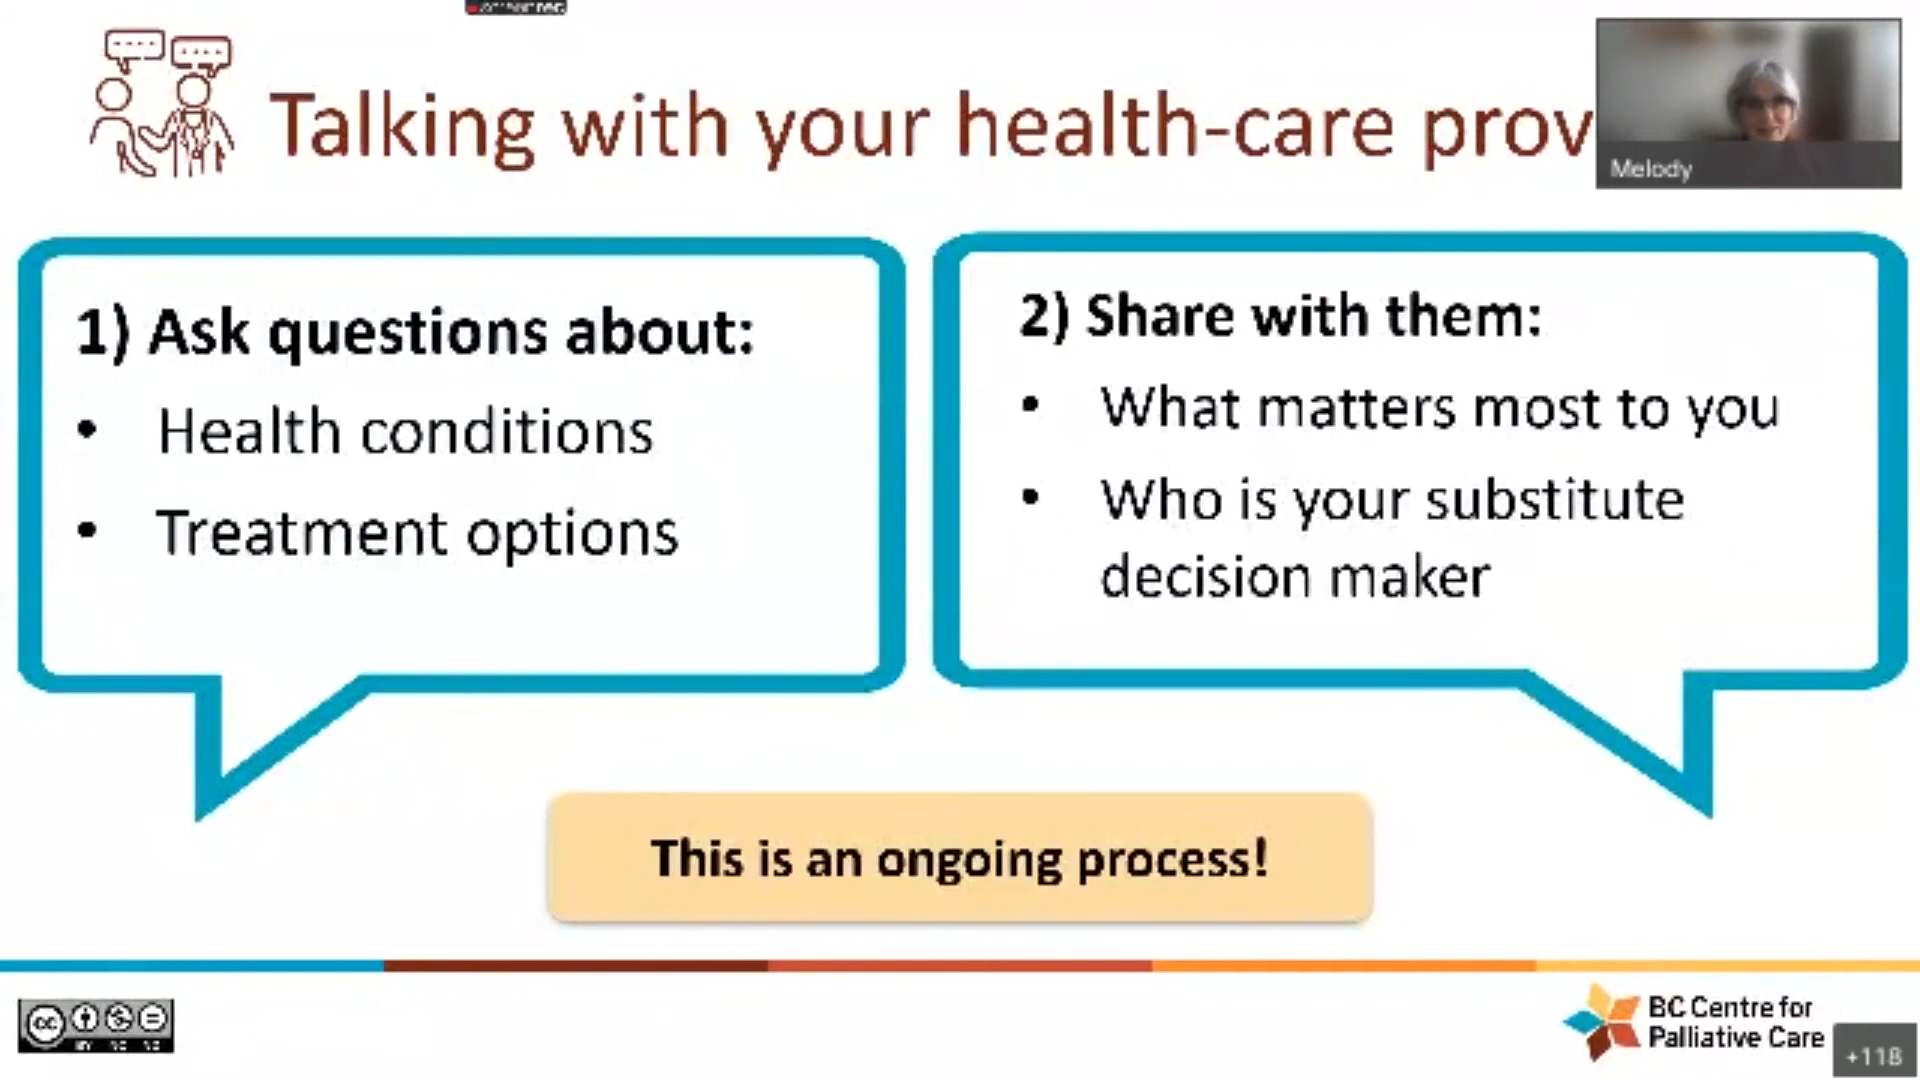 Talking with your health-care prov
Melody
1) Ask questions about:
• Health conditions
• Treatment options
2) Share with them:
• What matters most to you
• Who is your substitute
decision maker
This is an ongoing process!
cc
BC Centre for
Palliative Care
+118